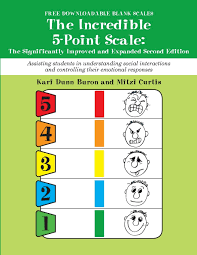 FREE DOWNLOADABLE BLANK SCALES
The Incredible
5-Point Scale:
The Significantly Improved and Expanded Second Edition
Assisting students in understanding social interactions
and controlling their emotional responses
Kari Dunn Buron and Mitzi Curtis
5
4
3
2
1